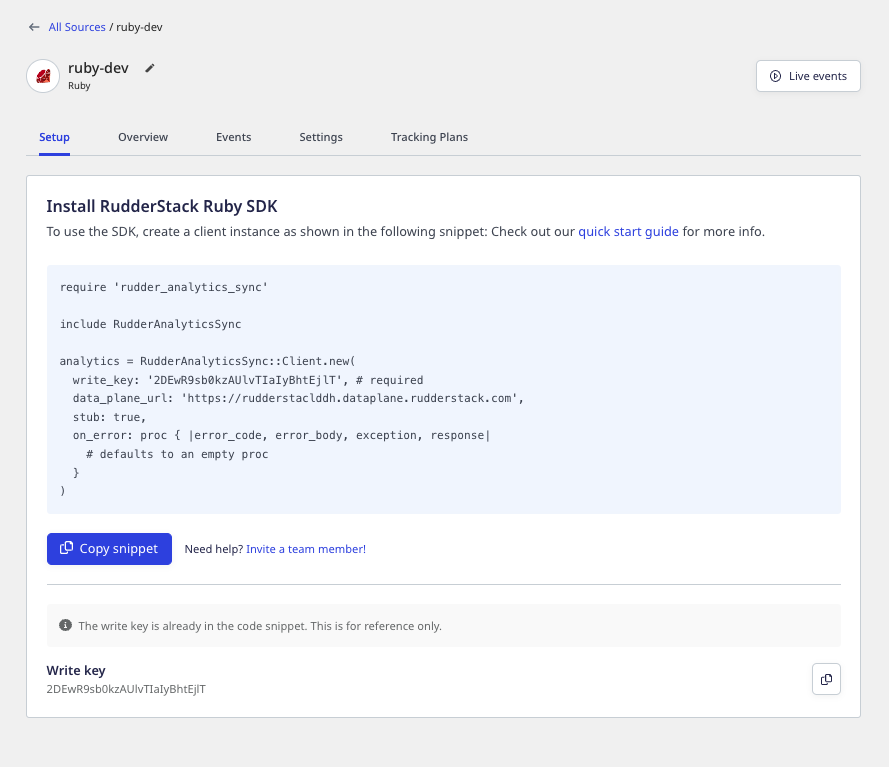 All Sources / ruby-dev
ruby-dev
Ruby
Live events
Setup Overview Events Settings Tracking Plans
Install RudderStack Ruby SDK
To use the SDK, create a client instance as shown in the following snippet: Check out our quick start guide for more info.
require 'rudder_analytics_sync'
include RudderAnalyticsSync
analytics = RudderAnalyticsSync::Client.new(
  write_key: '2DEwR9sb0kzAUlvTIaIyBhtEjlT', # required
  data_plane_url: 'https://rudderstaclddh.dataplane.rudderstack.com',
  stub: true,
  on_error: proc { |error_code, error_body, exception, response|
    # defaults to an empty proc
  }
)
Copy snippet
Need help? Invite a team member!
The write key is already in the code snippet. This is for reference only.
Write key
2DEwR9sb0kzAUlvTIaIyBhtEjlT